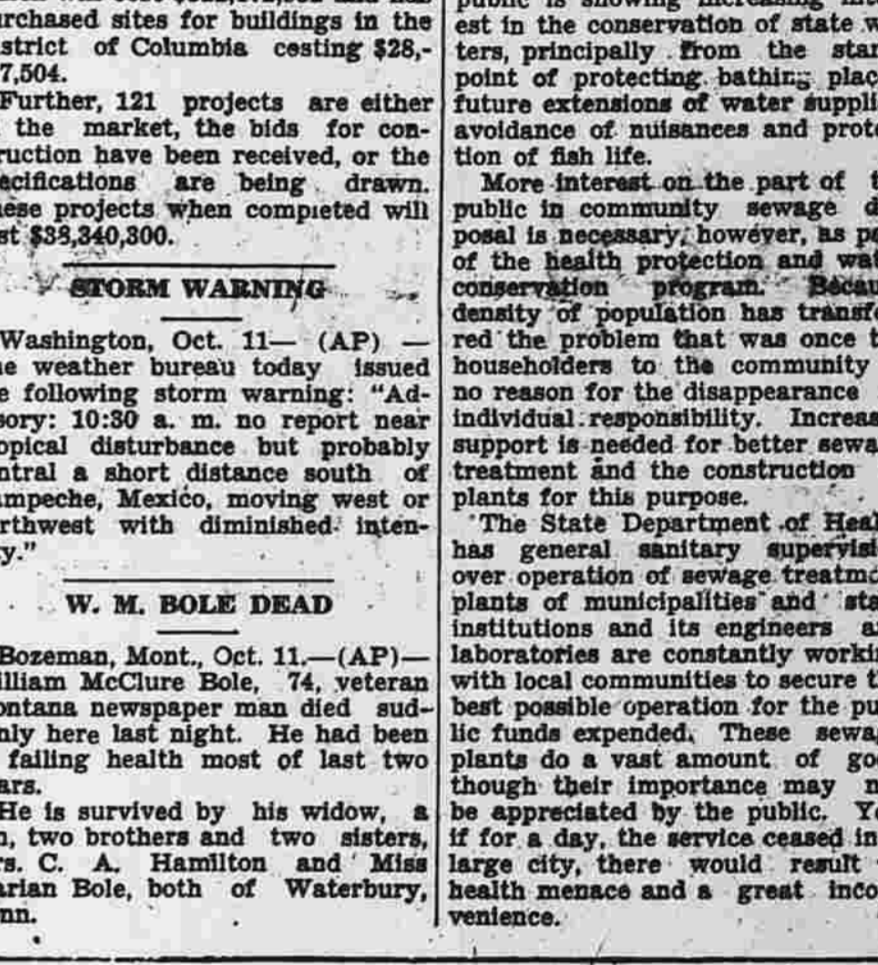 urchased sites for buildings in the
strict of Columbia costing $28,-
7,504.
Further, 121 projects are either
the market, the bids for con-
ruction have been received, or the
ecifications are being drawn.
ese projects when completed will
st $38,340,300.
STORM WARNING
Washington, Oct. 11— (AP) —
e weather bureau today issued
e following storm warning: "Ad-
sory: 10:30 a. m. no report near
opical disturbance but probably
ntral a short distance south of
ampeche, Mexico, moving west or
rthwest with diminished inten-
y."
W. M. BOLE DEAD
Bozeman, Mont., Oct. 11.—(AP)—
illiam McClure Bole, 74, veteran
ontana newspaper man died sud-
nly here last night. He had been
failing health most of last two
ars.
He is survived by his widow, a
n, two brothers and two sisters,
rs. C. A. Hamilton and Miss
arian Bole, both of Waterbury,
nn.
public is showing increasing
est in the conservation of state w
ters, principally from the stan
point of protecting bathing plac
future extensions of water suppli
avoidance of nuisances and prote
tion of fish life.
More interest on the part of t
public in community sewage d
posal is necessary, however, as pa
of the health protection and wat
conservation program. Becau
density of population has transfe
red the problem that was once t
householders to the community
no reason for the disappearance
individual responsibility. Increas
support is needed for better sewa
treatment and the construction
plants for this purpose.
The State Department of Heal
has general sanitary supervisi
over operation of sewage treatme
plants of municipalities and sta
institutions and its engineers a
laboratories are constantly workin
with local communities to secure t
best possible operation for the pu
lic funds expended. These sewag
plants do a vast amount of go
though their importance may n
be appreciated by the public. Ye
if for a day, the service ceased in
large city, there would result
health menace and a great inco
venience.